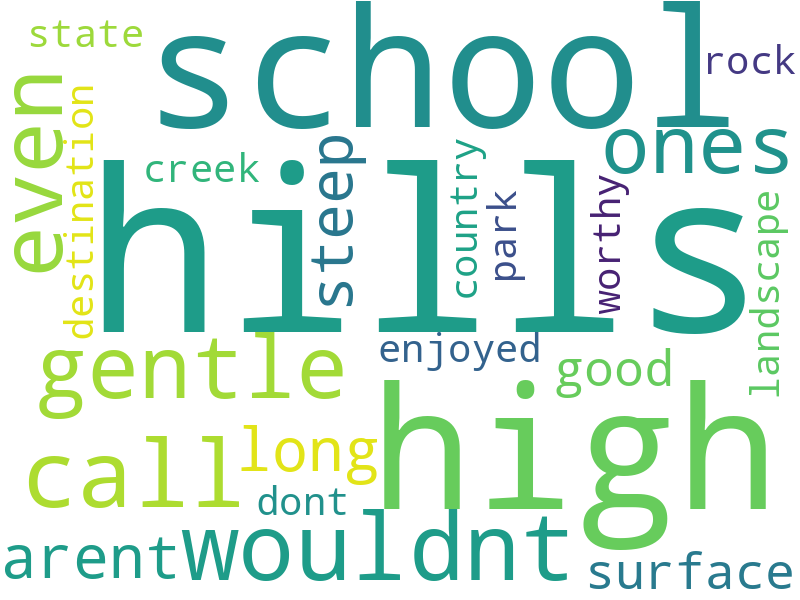 state
school
rock
even
destination
creek
steep
country
park
worthy
ones
landscape
hills
gentle
enjoyed
good
high
call
long
dont
arent
wouldnt
surface